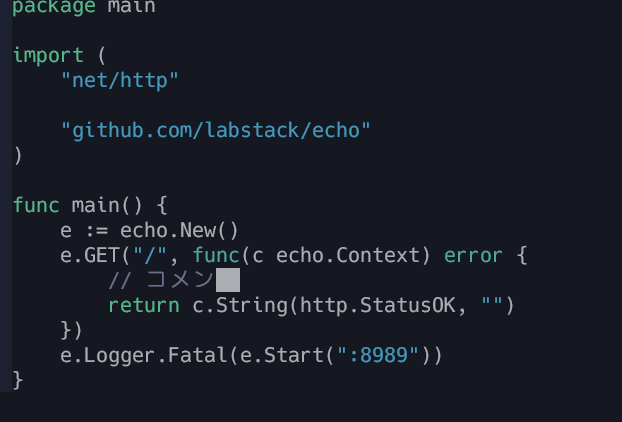 package main
import (
"net/http"
"github.com/labstack/echo"
)
func main() {
e := echo.New()
e.GET("/", func(c echo.Context) error {
// コメン
return c.String(http.StatusOK, "")
})
e.Logger.Fatal(e.Start(":8989"))
}